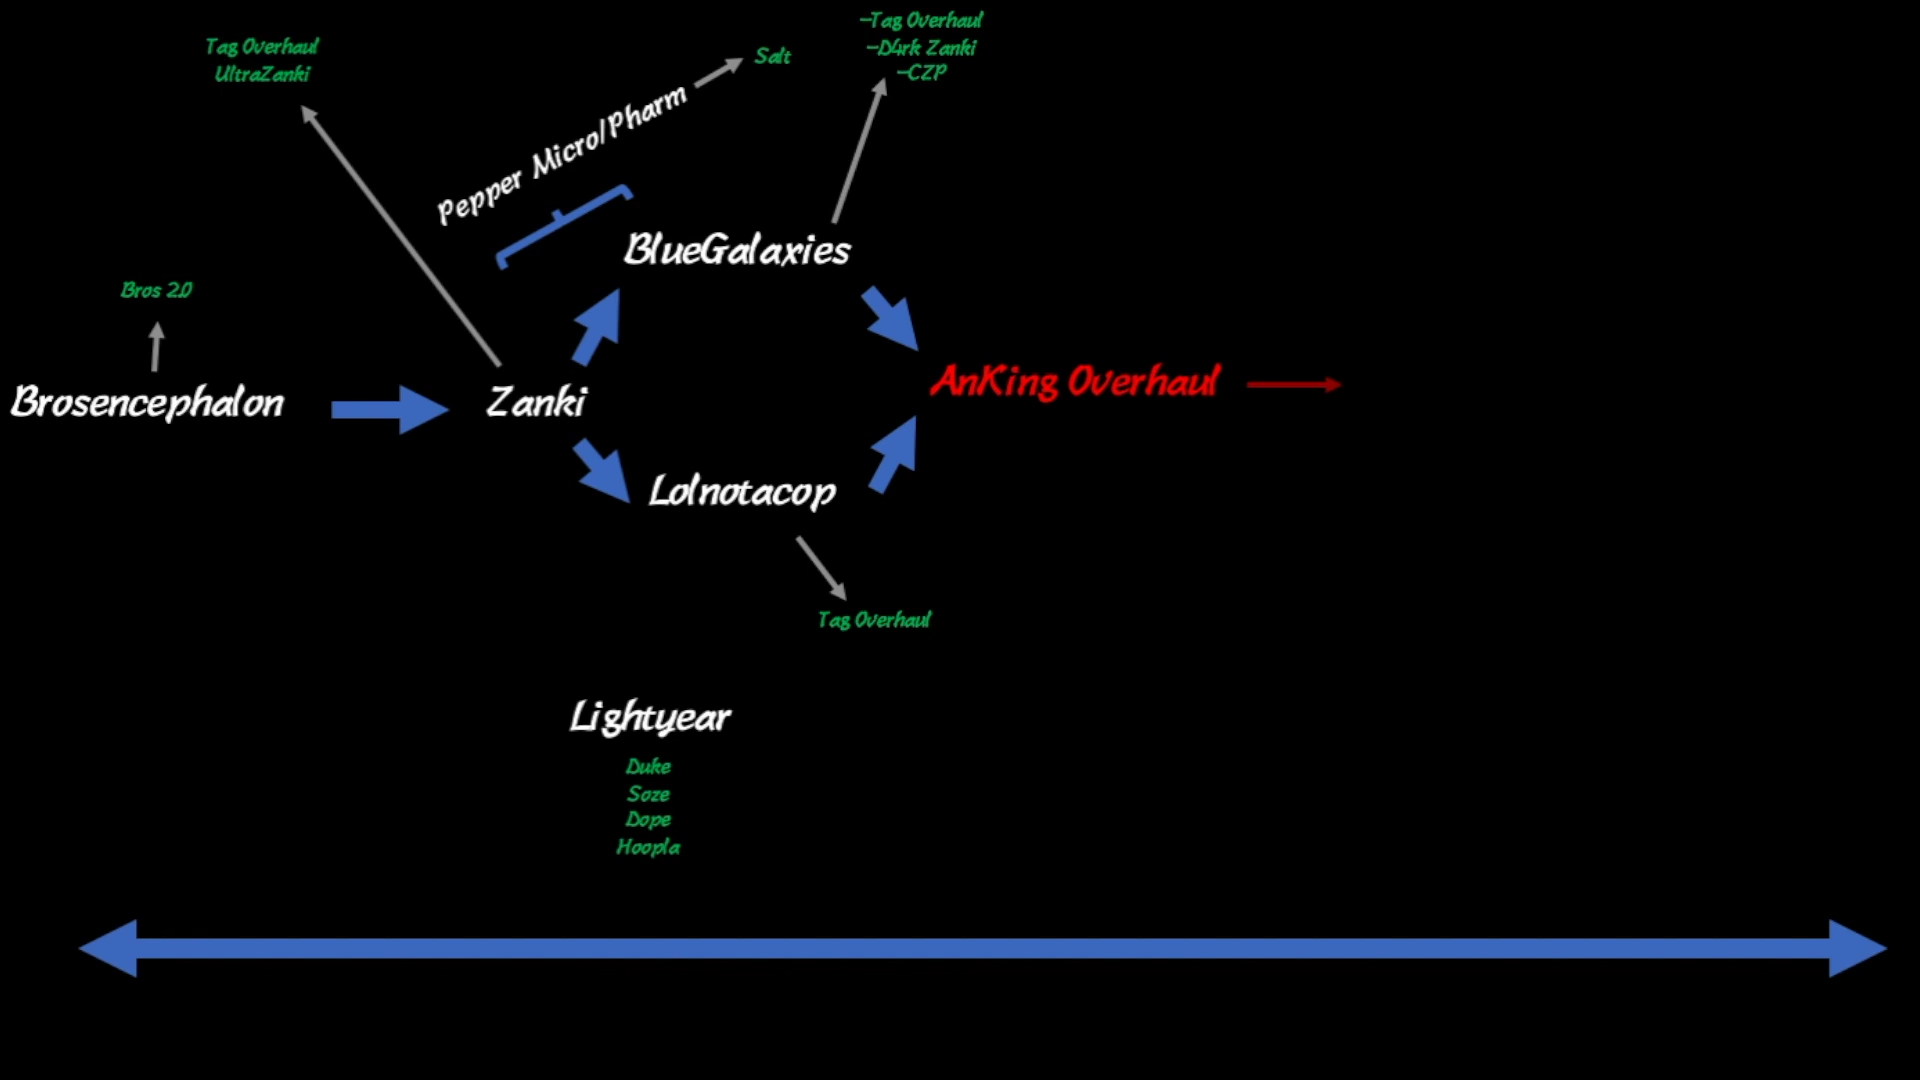 -Tag Overhaul
-D4rk Zanki
-CZP
Tag Overhaul
UltraZanki
Salt
Pepper Micro/Pharm
BlueGalaxies
Bros 2.0
AnKing Overhaul
Brosencephalon
Zanki
Lolnotacop
Tag Overhaul
Lightyear
Duke
Soze
Dope
Hoopla